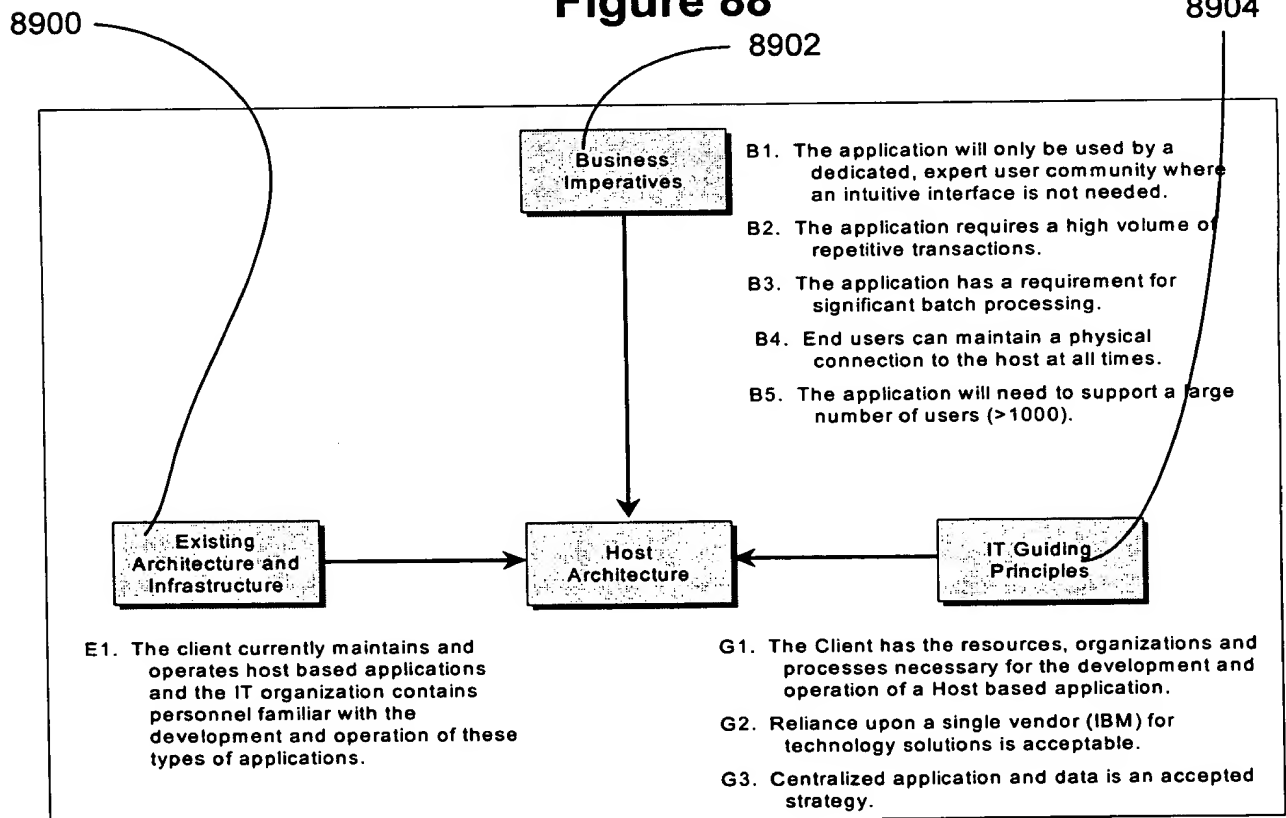 Figure 88
8900
8902
8904
Business
Imperatives
B1. The application will only be used by a
dedicated, expert user community where
an intuitive interface is not needed.
B2. The application requires a high volume of
repetitive transactions.
B3. The application has a requirement for
significant batch processing.
B4. End users can maintain a physical
connection to the host at all times.
B5. The application will need to support a large
number of users (>1000).
Existing
Architecture and
Infrastructure
Host
Architecture
IT Guiding
Principles
E1. The client currently maintains and
operates host based applications
and the IT organization contains
personnel familiar with the
development and operation of these
types of applications.
G1. The Client has the resources, organizations and
processes necessary for the development and
operation of a Host based application.
G2. Reliance upon a single vendor (IBM) for
technology solutions is acceptable.
G3. Centralized application and data is an accepted
strategy.